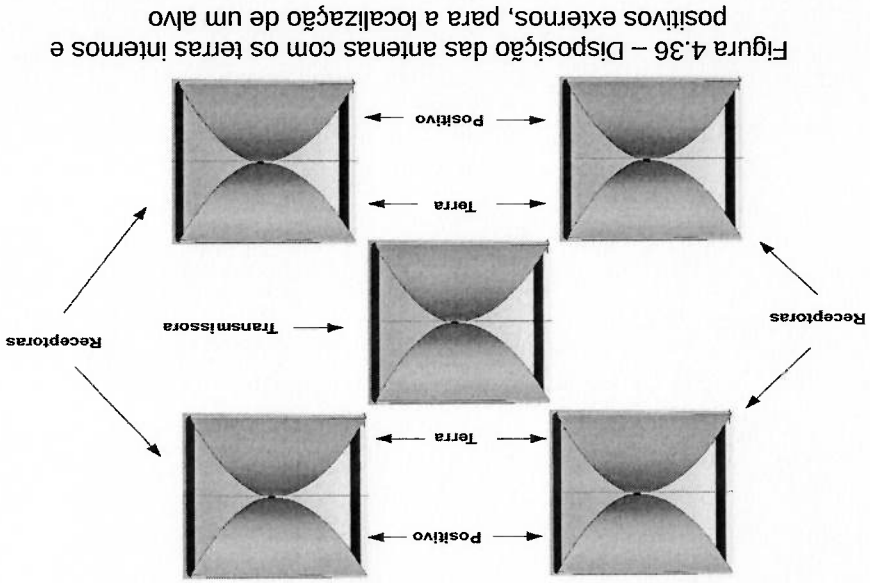 Positivo
Terra
Receptoras
Transmissora
Receptoras
Terra
Positivo
Figura 4.36 – Disposição das antenas com os terras internos e
positivos externos, para a localização de um alvo